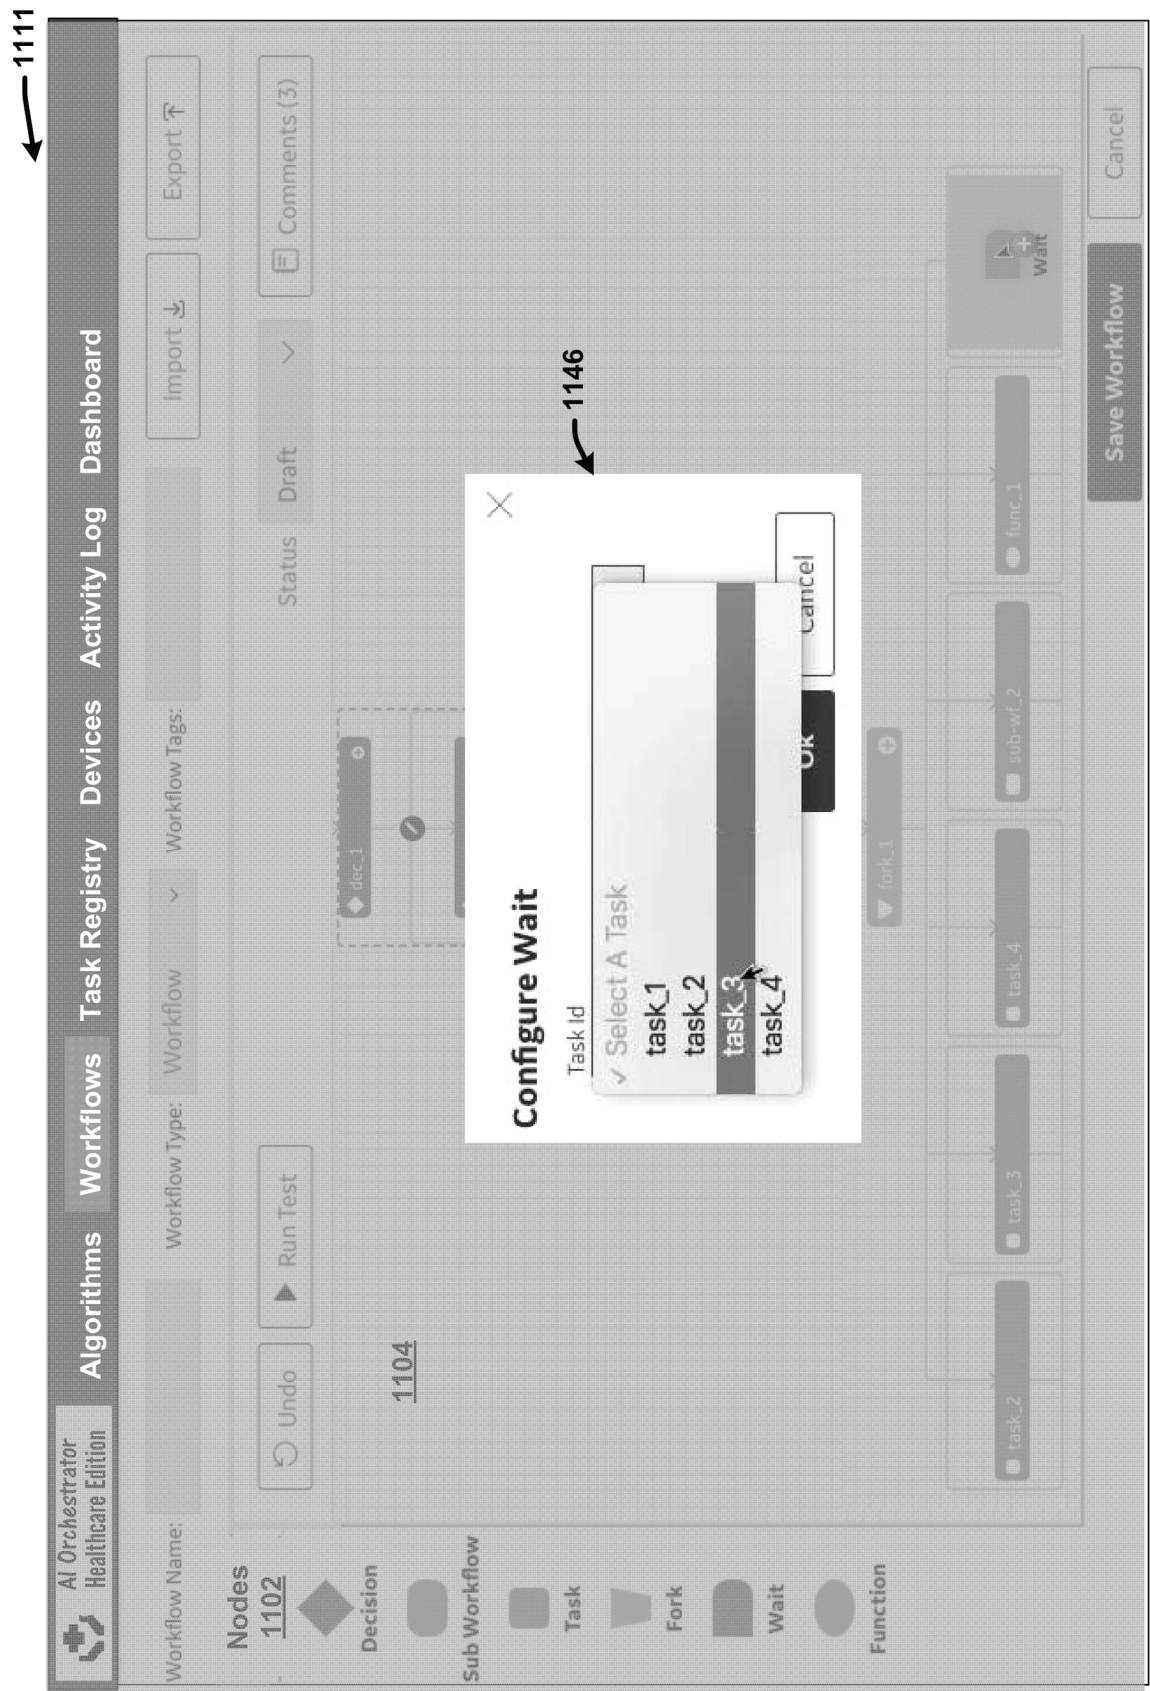 1111
AI Orchestrator
Healthcare Edition
Algorithms Workflows Task Registry Devices Activity Log Dashboard
Workflow Name: Workflow Type: Workflow Workflow Tags: Import Export
Nodes
1102
Undo Run Test Status Draft Comments (3)
Decision
Sub Workflow
Task
Fork
Wait
Function
1104
dec_1
1146
Configure Wait
Task Id
✓ Select A Task
task_1
task_2
task_3
task_4
Ok Cancel
fork_1
task_2 task_3 task_4 sub-wf_2 func_1 Wait
Save Workflow Cancel